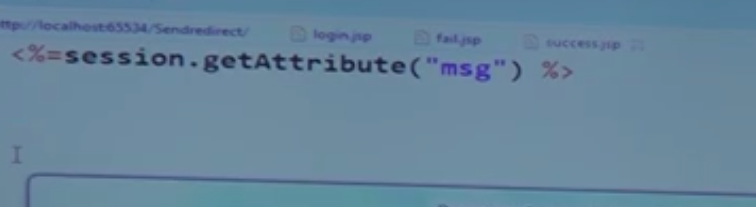 ttp://localhost:65534/Sendredirect/ login.jsp fail.jsp success.jsp
<%=session.getAttribute("msg") %>